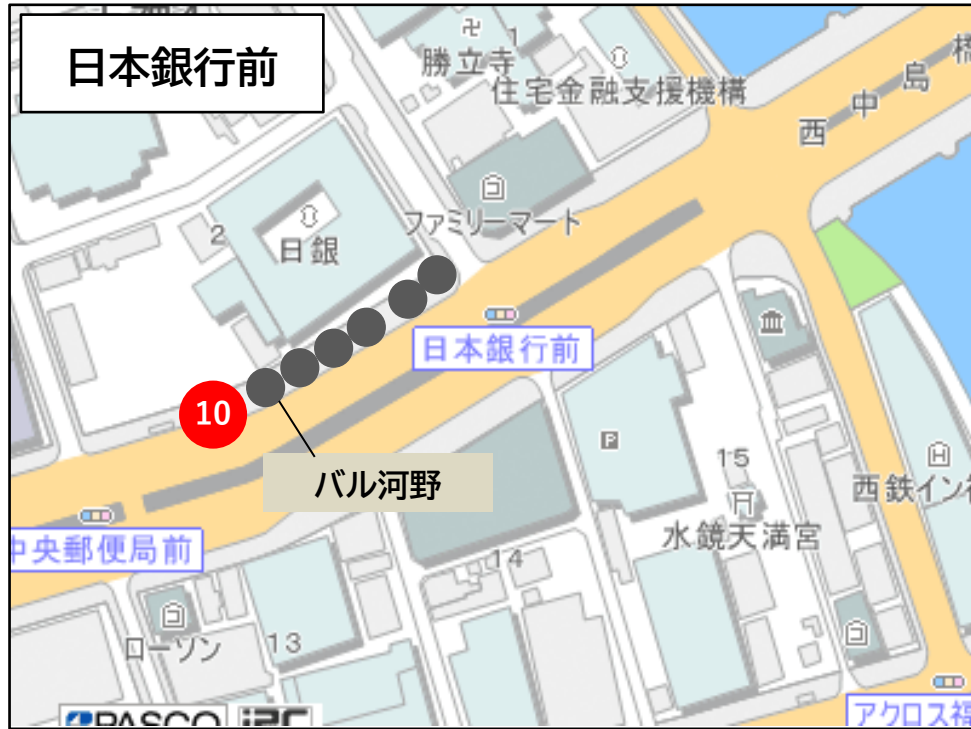 日本銀行前
1
勝立寺
住宅金融支援機構
西中島橋
2
日銀
ファミリーマート
日本銀行前
10
バル河野
P
15
H
西鉄イン
水鏡天満宮
中央郵便局前
14
ローソン
13
PASCO
iPC
アクロス福